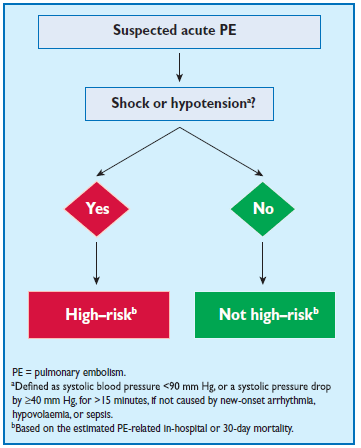 Suspected acute PE
Shock or hypotensionᵃ?
Yes
No
High–riskᵇ
Not high–riskᵇ
PE = pulmonary embolism.
ᵃDefined as systolic blood pressure <90 mm Hg, or a systolic pressure drop
by ≥40 mm Hg, for >15 minutes, if not caused by new-onset arrhythmia,
hypovolaemia, or sepsis.
ᵇBased on the estimated PE-related in-hospital or 30-day mortality.